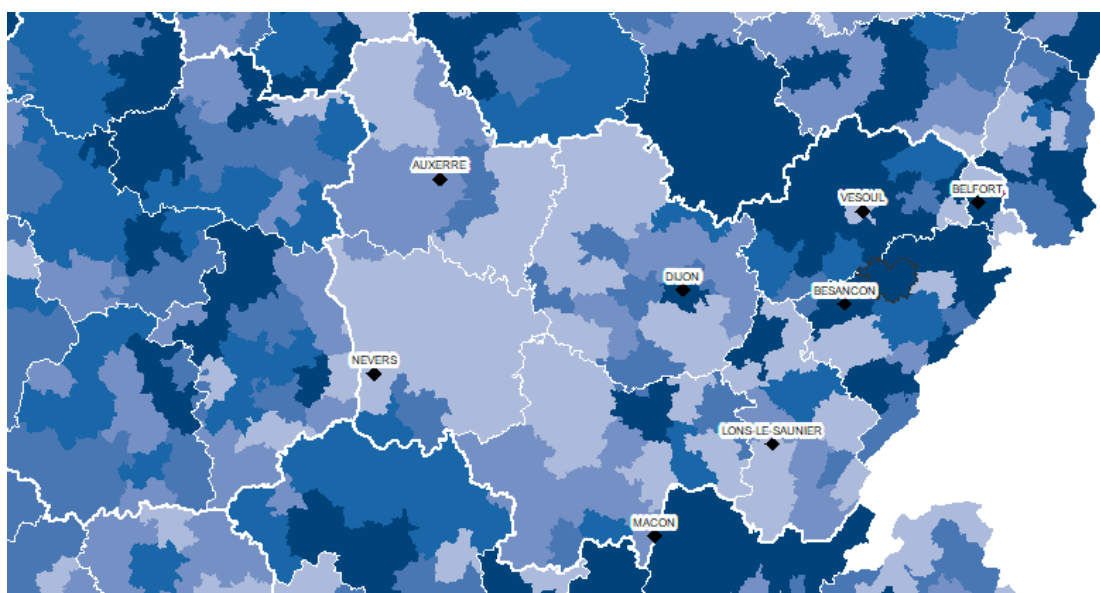 AUXERRE
BELFORT
VESOUL
DIJON
BESANCON
NEVERS
LONS-LE-SAUNIER
MACON